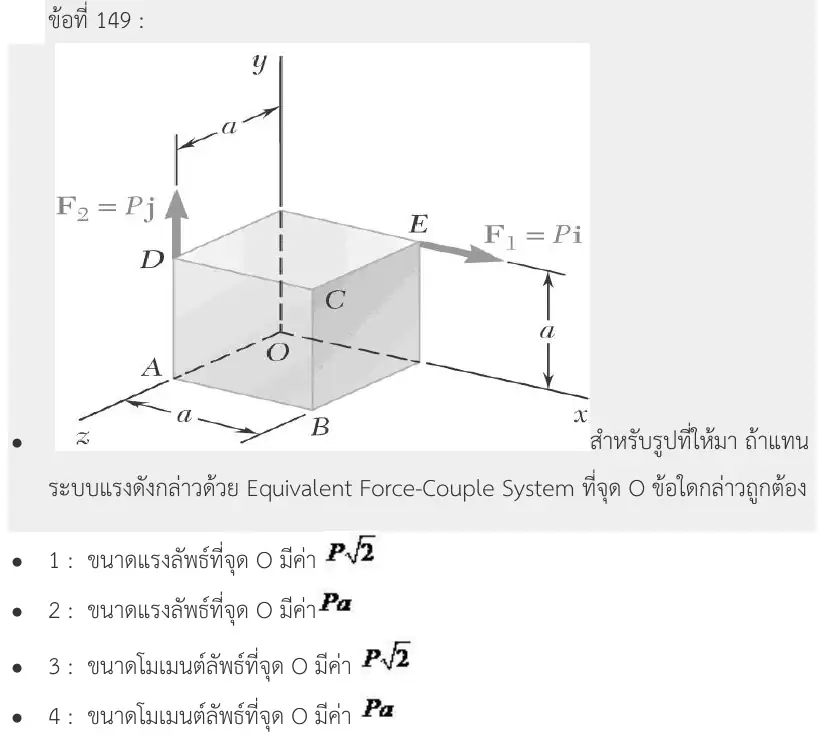 ข้อที่ 149 :
y
a
F₂ = Pj
E
F₁ = Pi
D
C
a
O
A
a
B
x
z
สำหรับรูปที่ให้มา ถ้าแทน
ระบบแรงดังกล่าวด้วย Equivalent Force-Couple System ที่จุด O ข้อใดกล่าวถูกต้อง
1 : ขนาดแรงลัพธ์ที่จุด O มีค่า P√2
2 : ขนาดแรงลัพธ์ที่จุด O มีค่า Pa
3 : ขนาดโมเมนต์ลัพธ์ที่จุด O มีค่า P√2
4 : ขนาดโมเมนต์ลัพธ์ที่จุด O มีค่า Pa